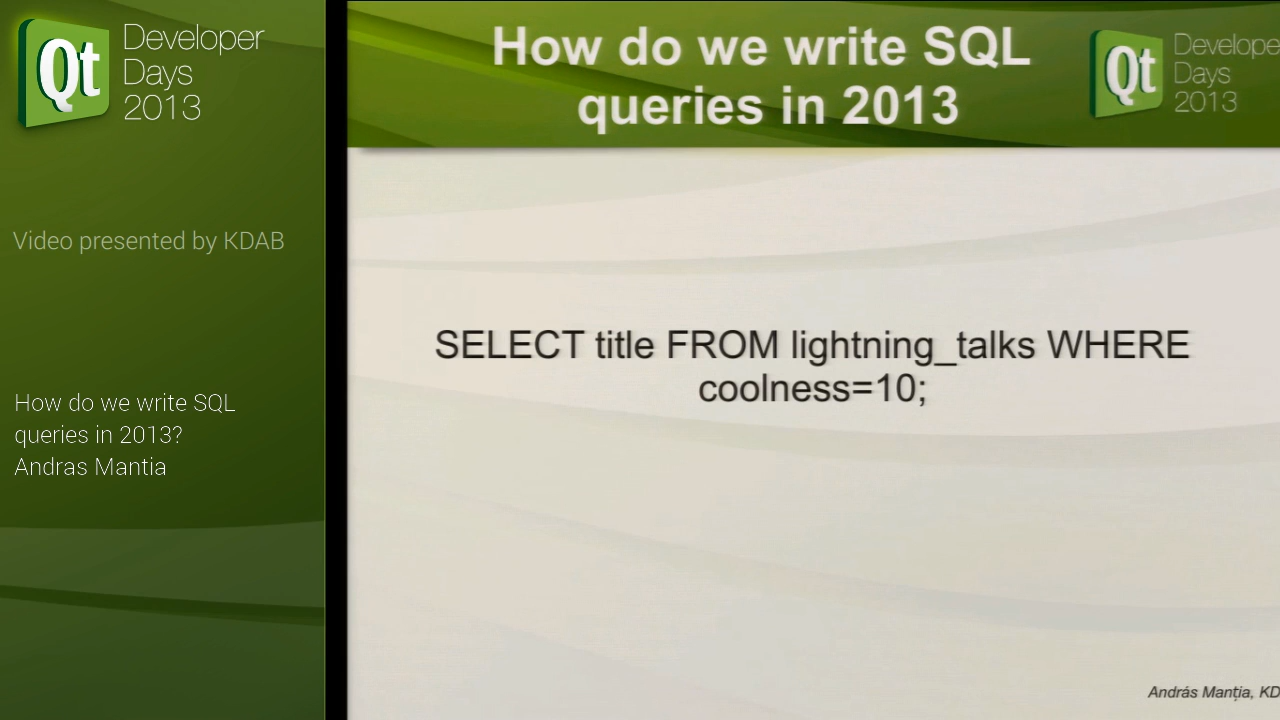 Qt
Developer
Days
2013
Video presented by KDAB
How do we write SQL
queries in 2013?
Andras Mantia
How do we write SQL
queries in 2013
Qt
Develope
Days
2013
SELECT title FROM lightning_talks WHERE
coolness=10;
András Manția, KD